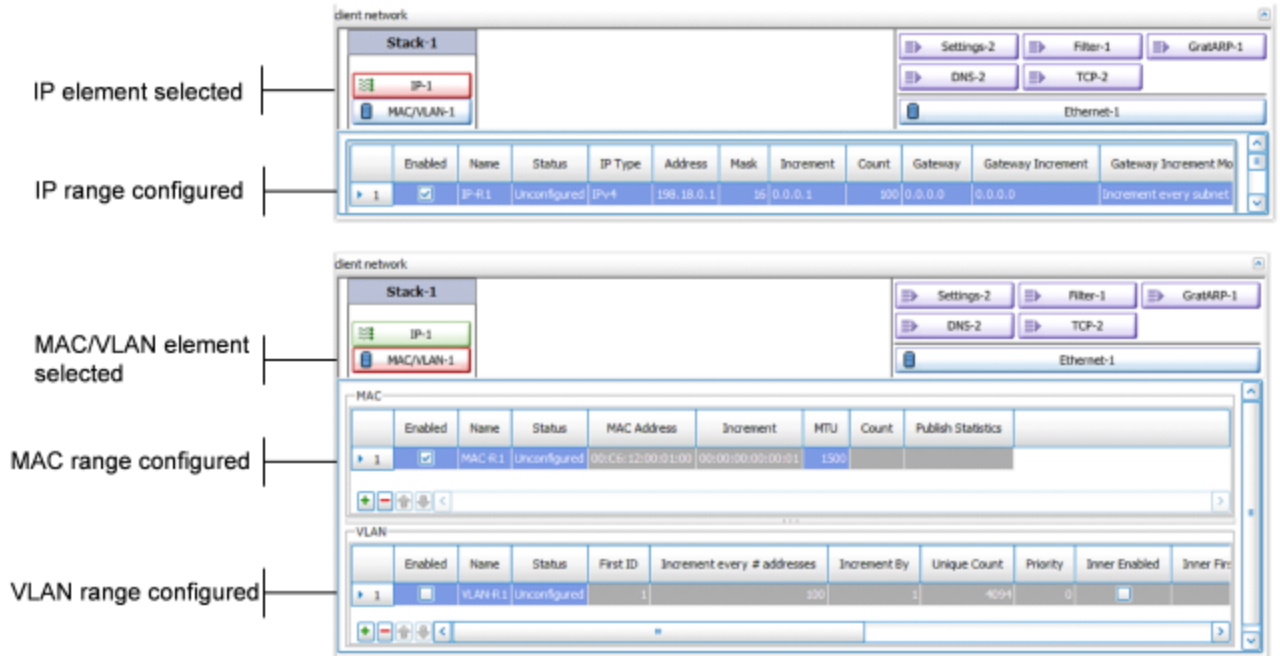 client network
Stack-1
Settings-2 Filter-1 GratARP-1
IP element selected
IP-1
DNS-2 TCP-2
MAC/VLAN-1
Ethernet-1
Enabled Name Status IP Type Address Mask Increment Count Gateway Gateway Increment Gateway Increment Mo
IP range configured
1 IP-R1 Unconfigured IPv4 198.18.0.1 16 0.0.0.1 100 0.0.0.0 0.0.0.0 Increment every subnet
client network
Stack-1
Settings-2 Filter-1 GratARP-1
IP-1
DNS-2 TCP-2
MAC/VLAN element
selected
MAC/VLAN-1
Ethernet-1
MAC
Enabled Name Status MAC Address Increment MTU Count Publish Statistics
MAC range configured
1 MAC-R1 Unconfigured 00:C6:12:00:01:00 00:00:00:00:00:01 1500
VLAN
Enabled Name Status First ID Increment every # addresses Increment By Unique Count Priority Inner Enabled Inner Firs
VLAN range configured
1 VLAN-R1 Unconfigured 1 100 1 4094 0